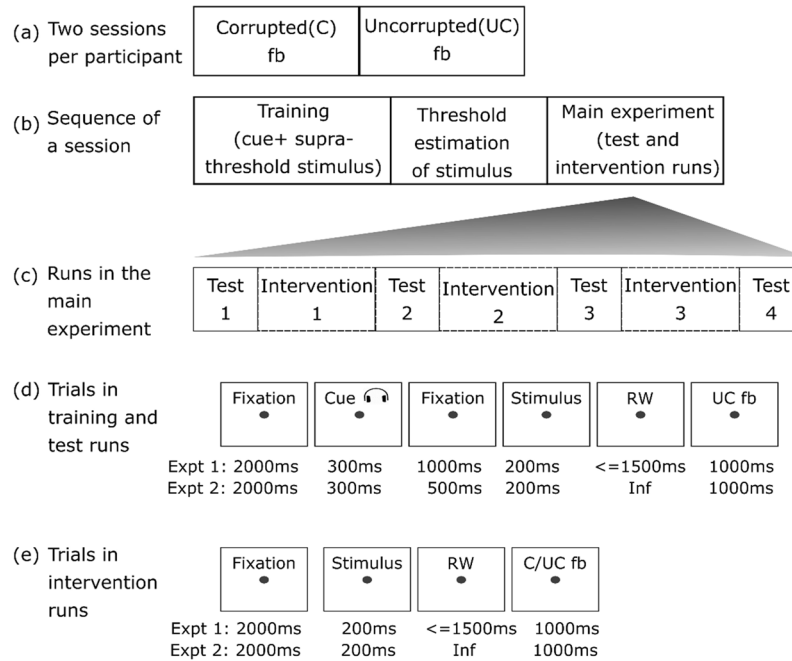 (a) Two sessions per participant
Corrupted(C) fb
Uncorrupted(UC) fb
(b) Sequence of a session
Training (cue+ supra-threshold stimulus)
Threshold estimation of stimulus
Main experiment (test and intervention runs)
(c) Runs in the main experiment
Test 1
Intervention 1
Test 2
Intervention 2
Test 3
Intervention 3
Test 4
(d) Trials in training and test runs
Fixation Cue Fixation Stimulus RW UC fb
Expt 1: 2000ms 300ms 1000ms 200ms <=1500ms 1000ms
Expt 2: 2000ms 300ms 500ms 200ms Inf 1000ms
(e) Trials in intervention runs
Fixation Stimulus RW C/UC fb
Expt 1: 2000ms 200ms <=1500ms 1000ms
Expt 2: 2000ms 200ms Inf 1000ms